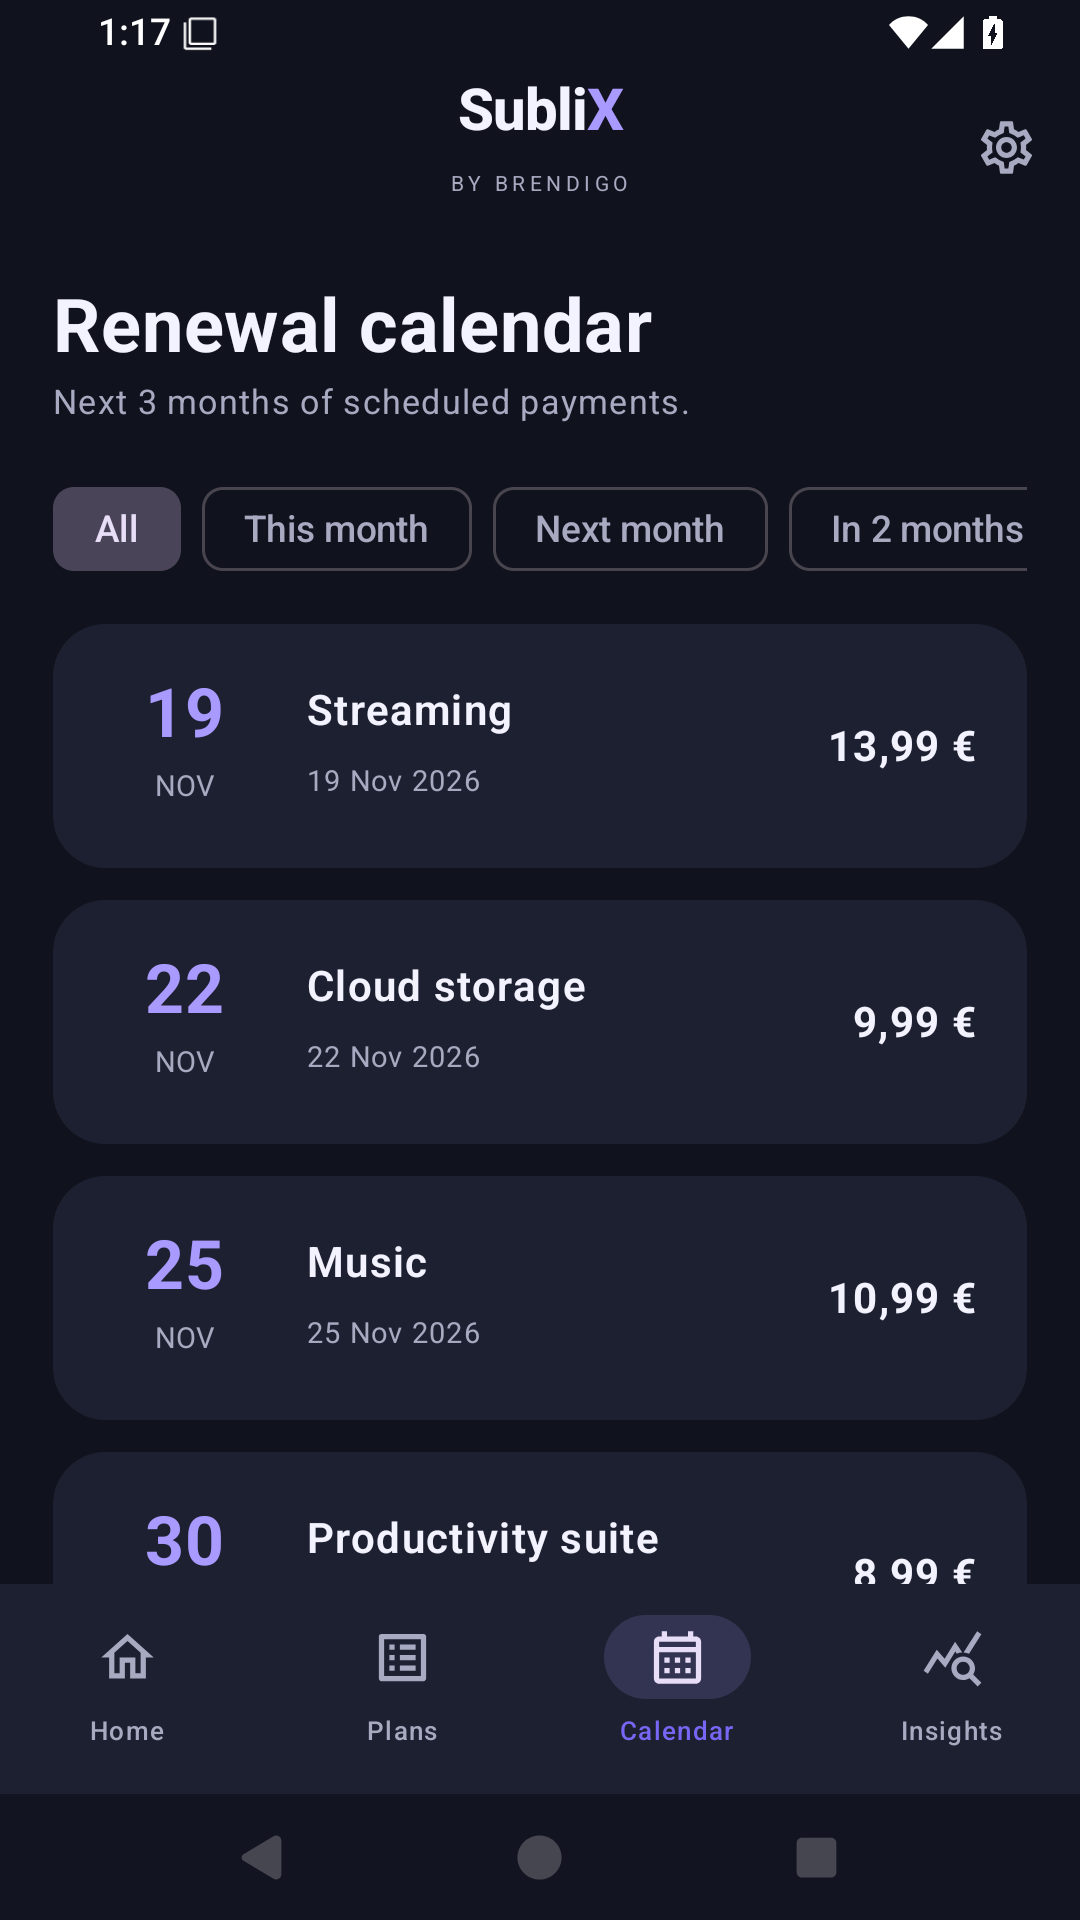 1:17
SubliX
BY BRENDIGO
Renewal calendar
Next 3 months of scheduled payments.
All
This month
Next month
In 2 months
19
NOV
Streaming
19 Nov 2026
13,99 €
22
NOV
Cloud storage
22 Nov 2026
9,99 €
25
NOV
Music
25 Nov 2026
10,99 €
30
Productivity suite
8,99 €
Home
Plans
Calendar
Insights